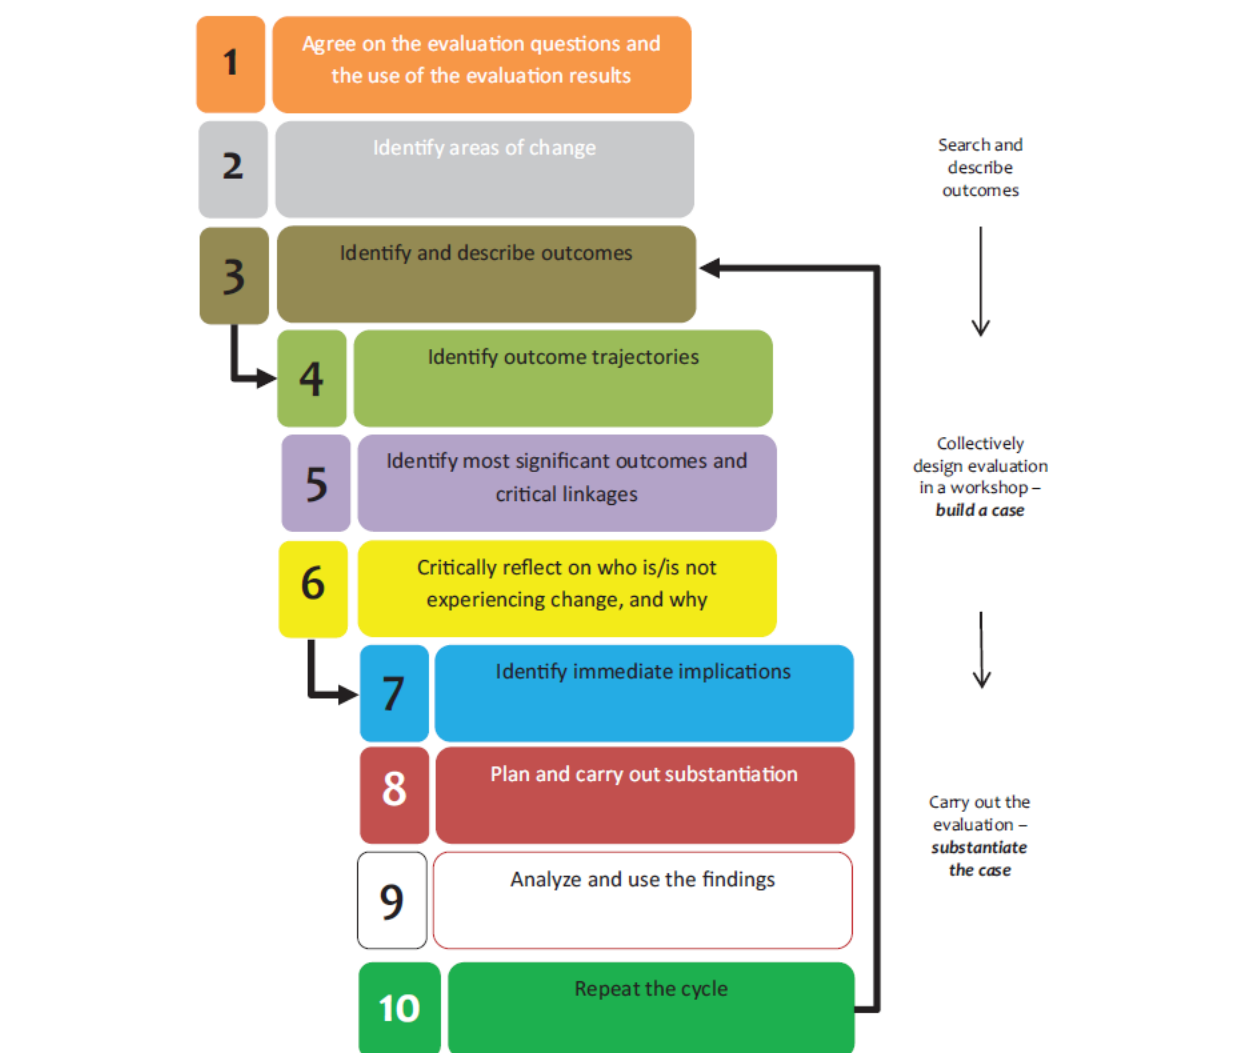 1
Agree on the evaluation questions and
the use of the evaluation results
2
Identify areas of change
3
Identify and describe outcomes
4
Identify outcome trajectories
5
Identify most significant outcomes and
critical linkages
6
Critically reflect on who is/is not
experiencing change, and why
7
Identify immediate implications
8
Plan and carry out substantiation
9
Analyze and use the findings
10
Repeat the cycle
Search and
describe
outcomes
Collectively
design evaluation
in a workshop –
build a case
Carry out the
evaluation –
substantiate
the case